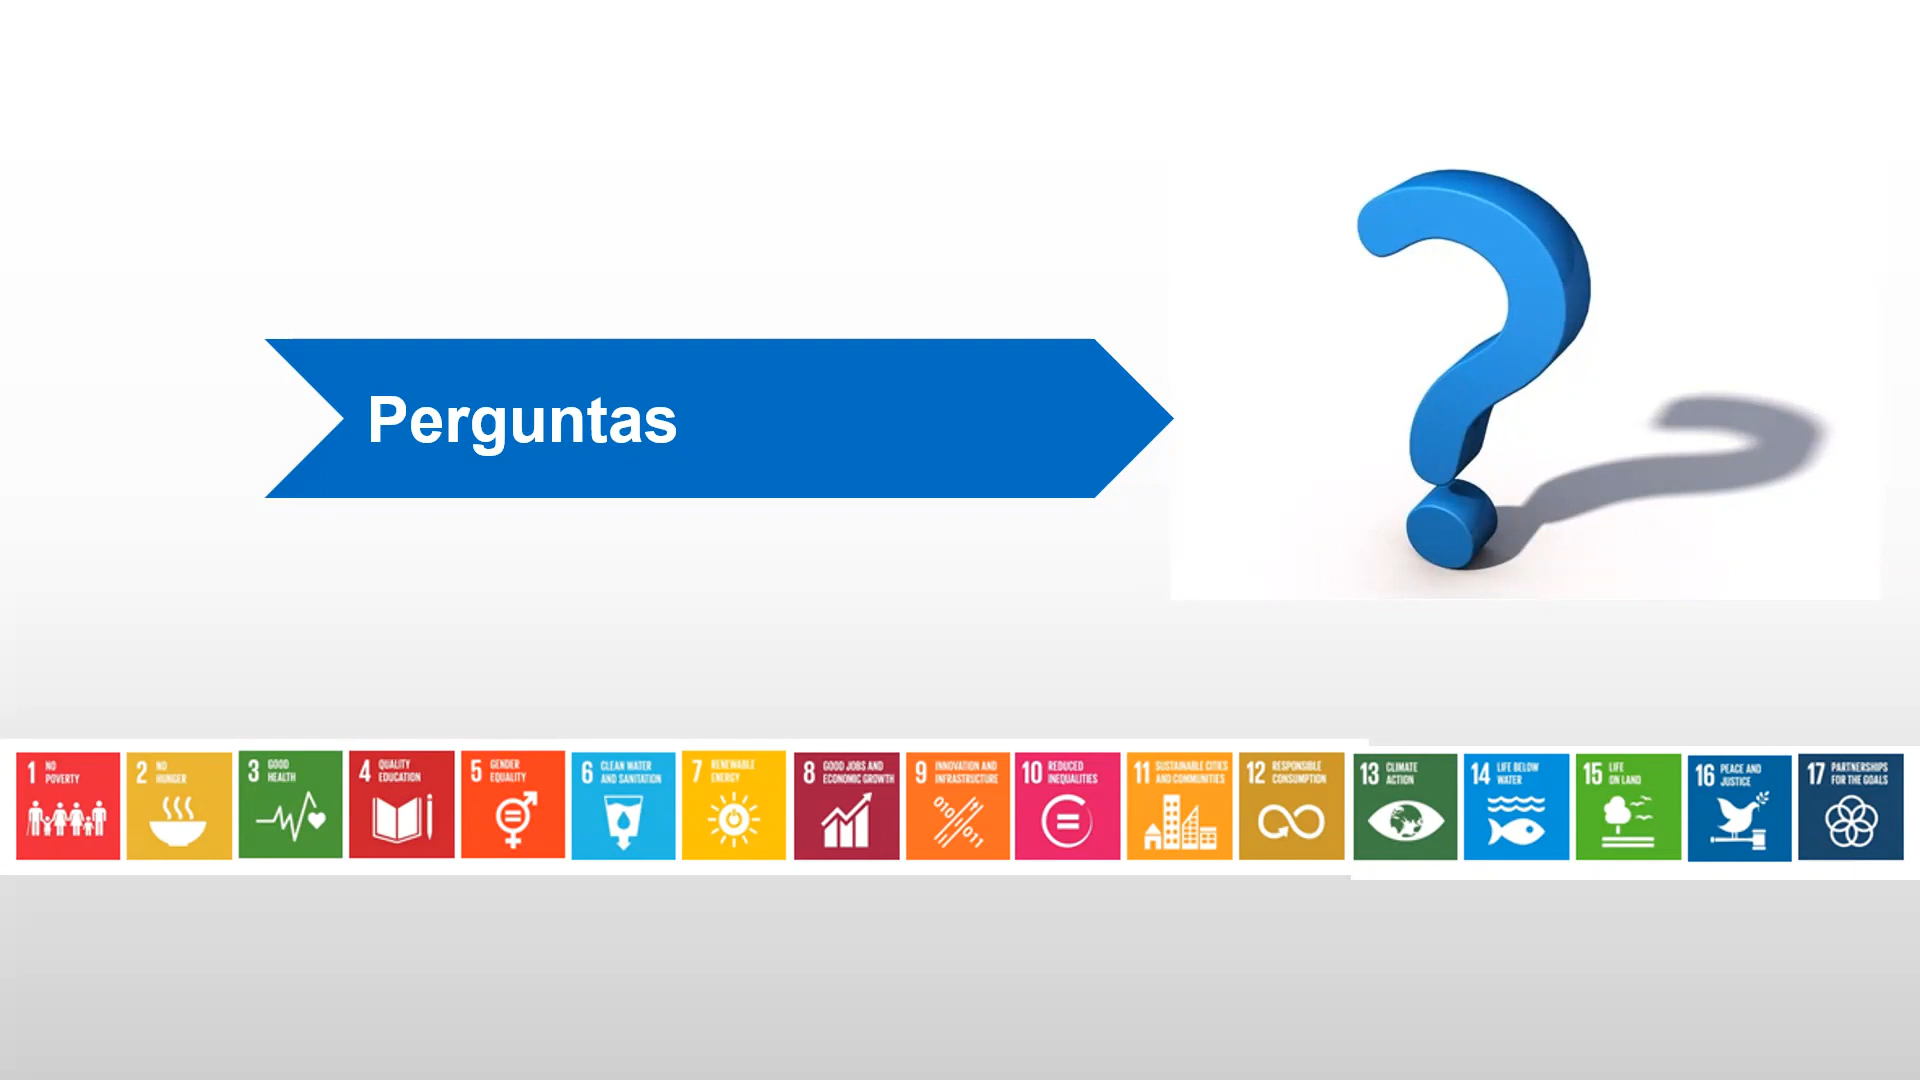 Perguntas
1 NO
POVERTY
2 NO
HUNGER
3 GOOD
HEALTH
4 QUALITY
EDUCATION
5 GENDER
EQUALITY
6 CLEAN WATER
AND SANITATION
7 RENEWABLE
ENERGY
8 GOOD JOBS AND
ECONOMIC GROWTH
9 INNOVATION AND
INFRASTRUCTURE
010
011
10 REDUCED
INEQUALITIES
11 SUSTAINABLE CITIES
AND COMMUNITIES
12 RESPONSIBLE
CONSUMPTION
13 CLIMATE
ACTION
14 LIFE BELOW
WATER
15 LIFE
ON LAND
16 PEACE AND
JUSTICE
17 PARTNERSHIPS
FOR THE GOALS